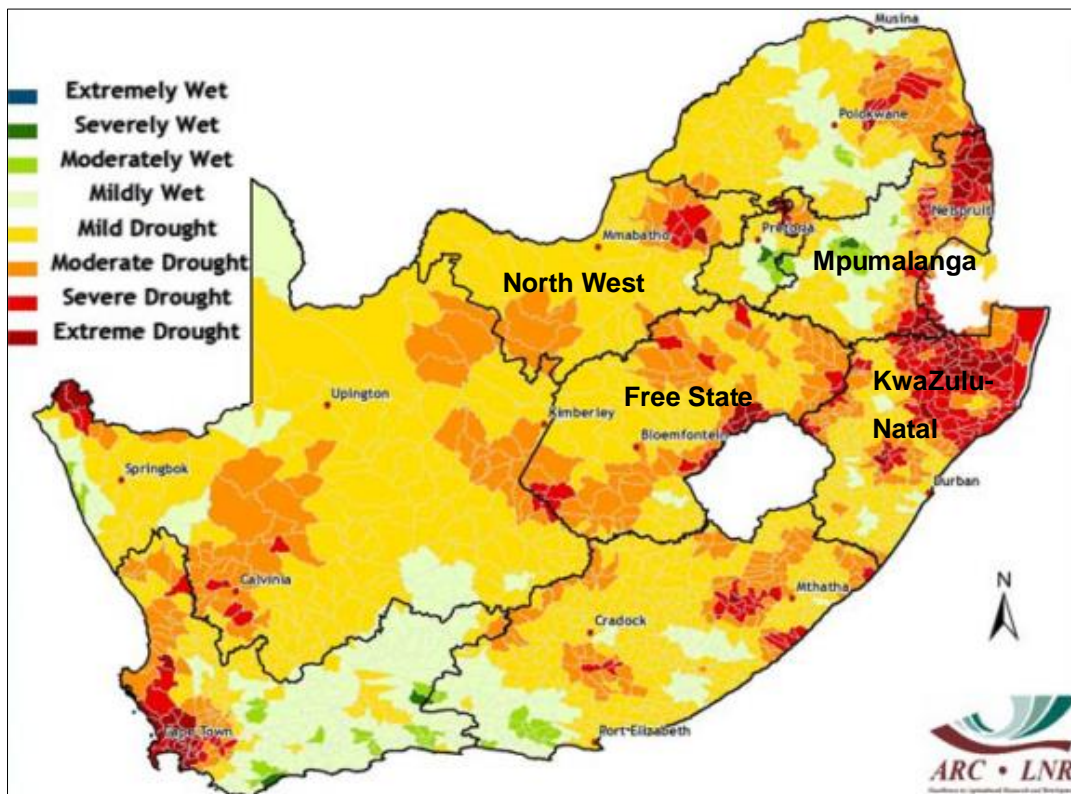 Extremely Wet
Severely Wet
Moderately Wet
Mildly Wet
Mild Drought
Moderate Drought
Severe Drought
Extreme Drought
Musina
Polokwane
Nelspruit
Mmabatho
Pretoria
North West
Mpumalanga
Upington
Kimberley
Free State
KwaZulu-
Natal
Bloemfontein
Springbok
Durban
Calvinia
Mthatha
Cradock
N
Cape Town
Port Elizabeth
ARC • LNR